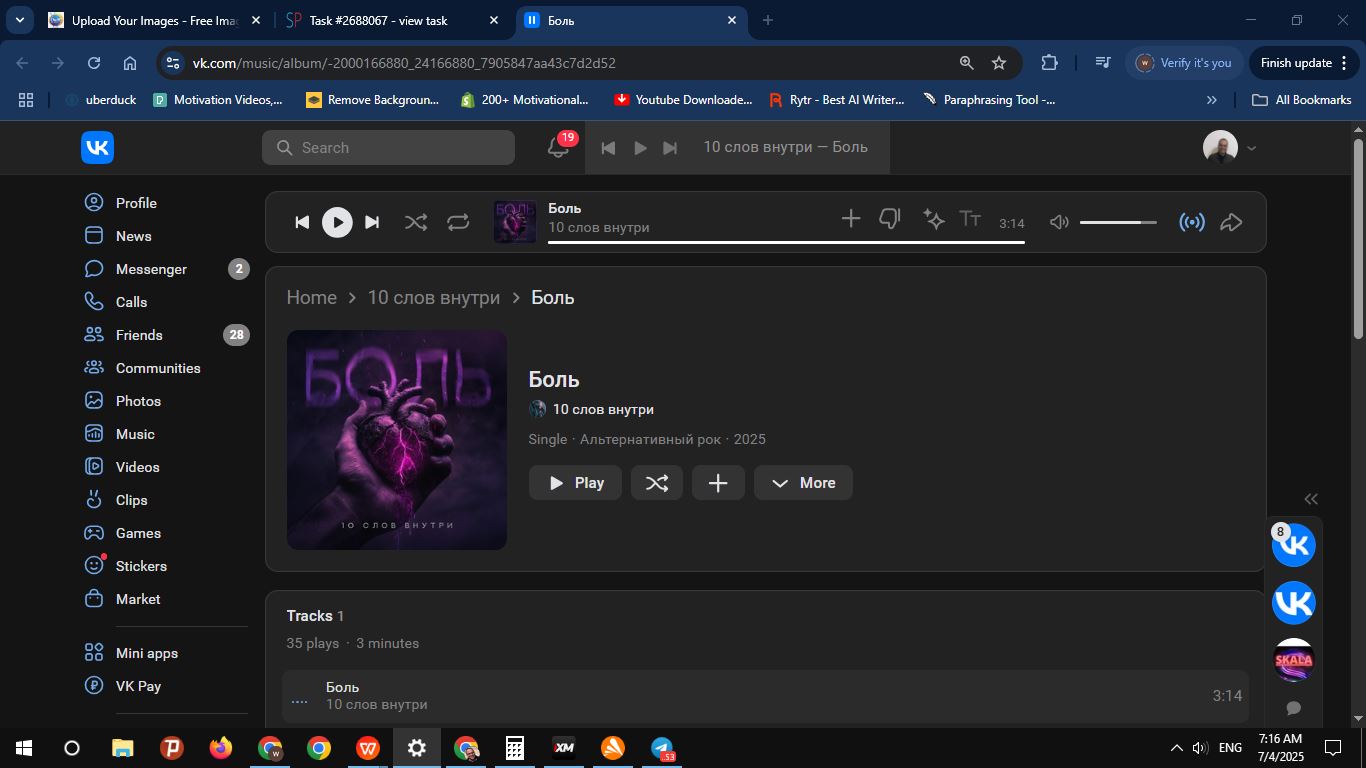 Upload Your Images - Free Imag
Task #2688067 - view task
Боль
vk.com/music/album/-2000166880_24166880_7905847aa43c7d2d52
Verify it's you
Finish update
uberduck
Motivation Videos,...
Remove Backgroun...
200+ Motivational...
Youtube Downloade...
Rytr - Best AI Writer...
Paraphrasing Tool -...
All Bookmarks
Search
19
10 слов внутри — Боль
Profile
News
Messenger
2
Calls
Friends
28
Communities
Photos
Music
Videos
Clips
Games
Stickers
Market
Mini apps
VK Pay
БОЛЬ
Боль
10 слов внутри
3:14
Home
10 слов внутри
Боль
БОЛЬ
10 СЛОВ ВНУТРИ
Боль
10 слов внутри
Single · Альтернативный рок · 2025
Play
More
Tracks 1
35 plays · 3 minutes
Боль
10 слов внутри
3:14
8
SKALA
ENG
7:16 AM
7/4/2025